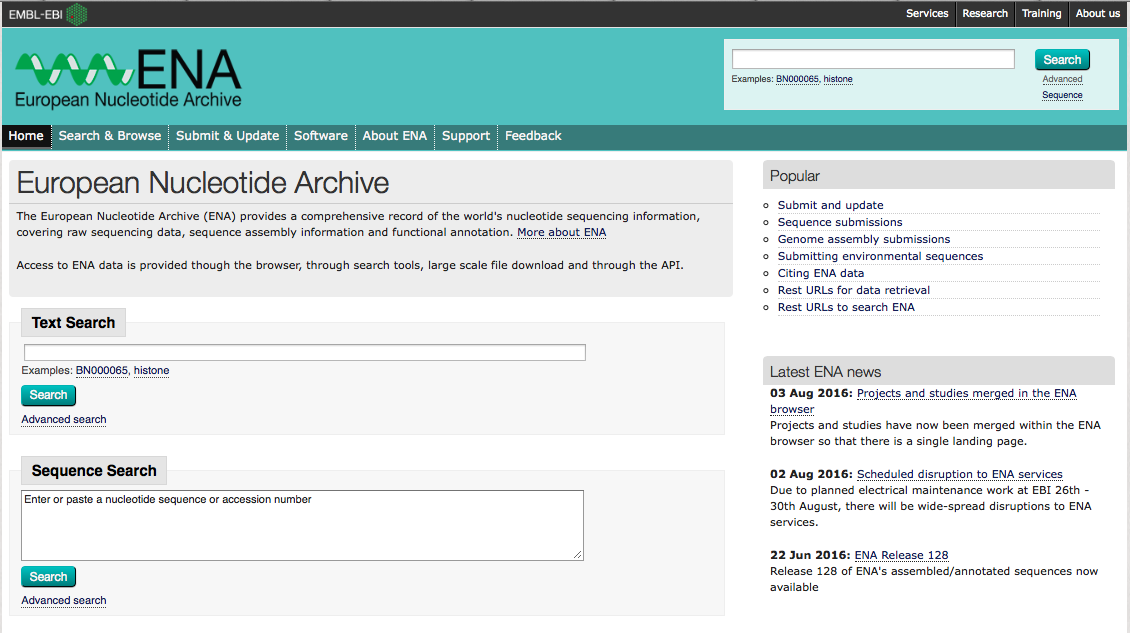 EMBL-EBI
Services Research Training About us
ENA
European Nucleotide Archive
Search
Examples: BN000065, histone
Advanced
Sequence
Home Search & Browse Submit & Update Software About ENA Support Feedback
European Nucleotide Archive
The European Nucleotide Archive (ENA) provides a comprehensive record of the world's nucleotide sequencing information,
covering raw sequencing data, sequence assembly information and functional annotation. More about ENA
Access to ENA data is provided though the browser, through search tools, large scale file download and through the API.
Text Search
Examples: BN000065, histone
Search
Advanced search
Sequence Search
Enter or paste a nucleotide sequence or accession number
Search
Advanced search
Popular
Submit and update
Sequence submissions
Genome assembly submissions
Submitting environmental sequences
Citing ENA data
Rest URLs for data retrieval
Rest URLs to search ENA
Latest ENA news
03 Aug 2016: Projects and studies merged in the ENA
browser
Projects and studies have now been merged within the ENA
browser so that there is a single landing page.
02 Aug 2016: Scheduled disruption to ENA services
Due to planned electrical maintenance work at EBI 26th -
30th August, there will be wide-spread disruptions to ENA
services.
22 Jun 2016: ENA Release 128
Release 128 of ENA's assembled/annotated sequences now
available